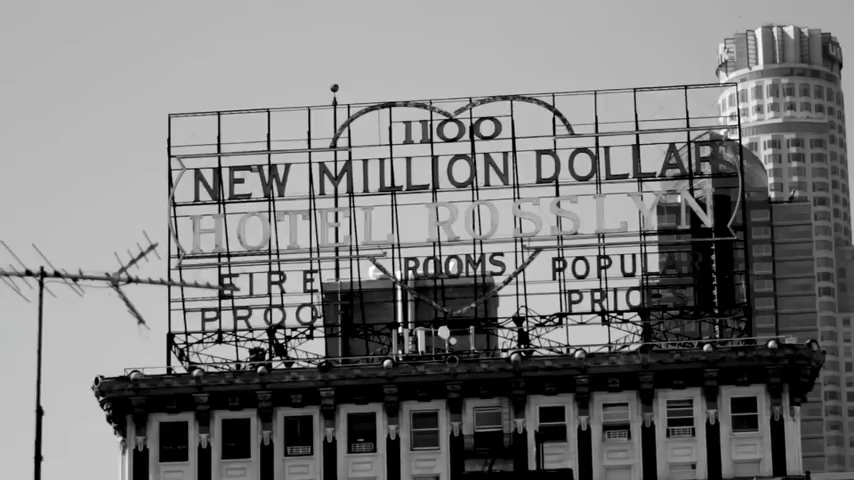 1100
NEW MILLION DOLLAR
HOTEL ROSSLYN
FIRE PROOF
ROOMS
POPULAR PRICES